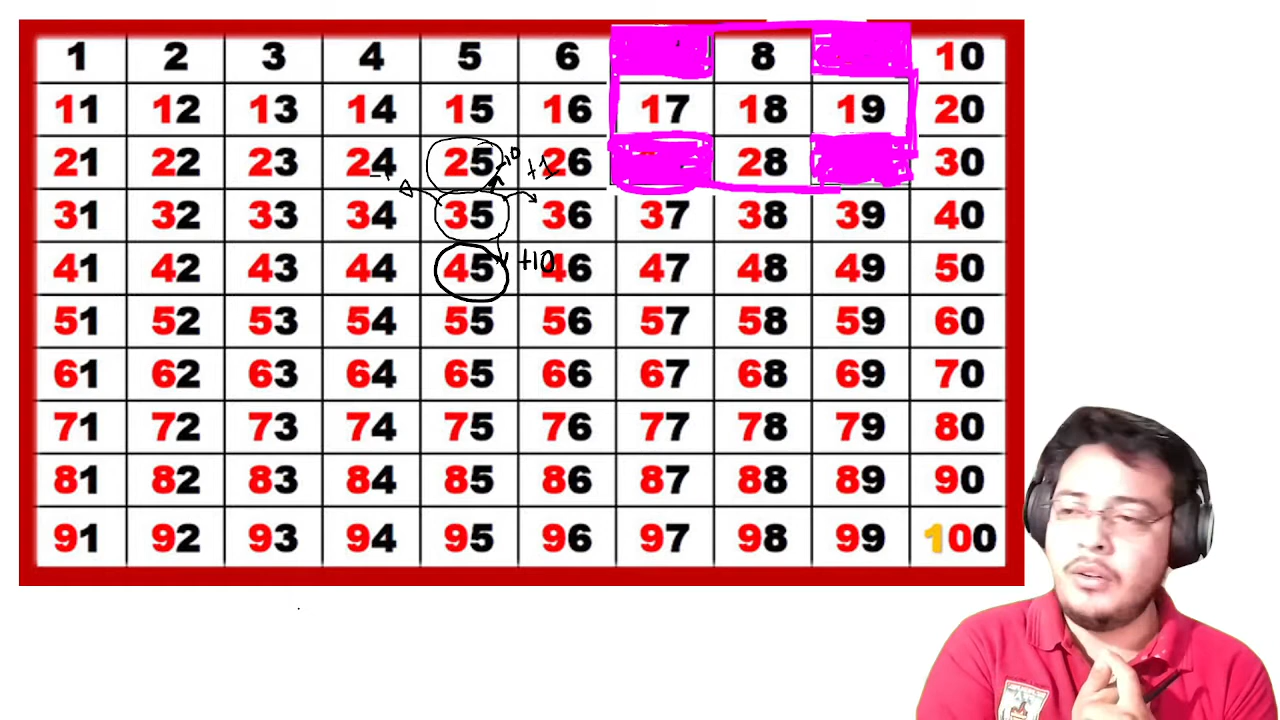 1 2 3 4 5 6 8 10
11 12 13 14 15 16 17 18 19 20
21 22 23 24 25 -10 +1 26 28 30
31 32 33 34 35 36 37 38 39 40
41 42 43 44 45 +10 46 47 48 49 50
51 52 53 54 55 56 57 58 59 60
61 62 63 64 65 66 67 68 69 70
71 72 73 74 75 76 77 78 79 80
81 82 83 84 85 86 87 88 89 90
91 92 93 94 95 96 97 98 99 100